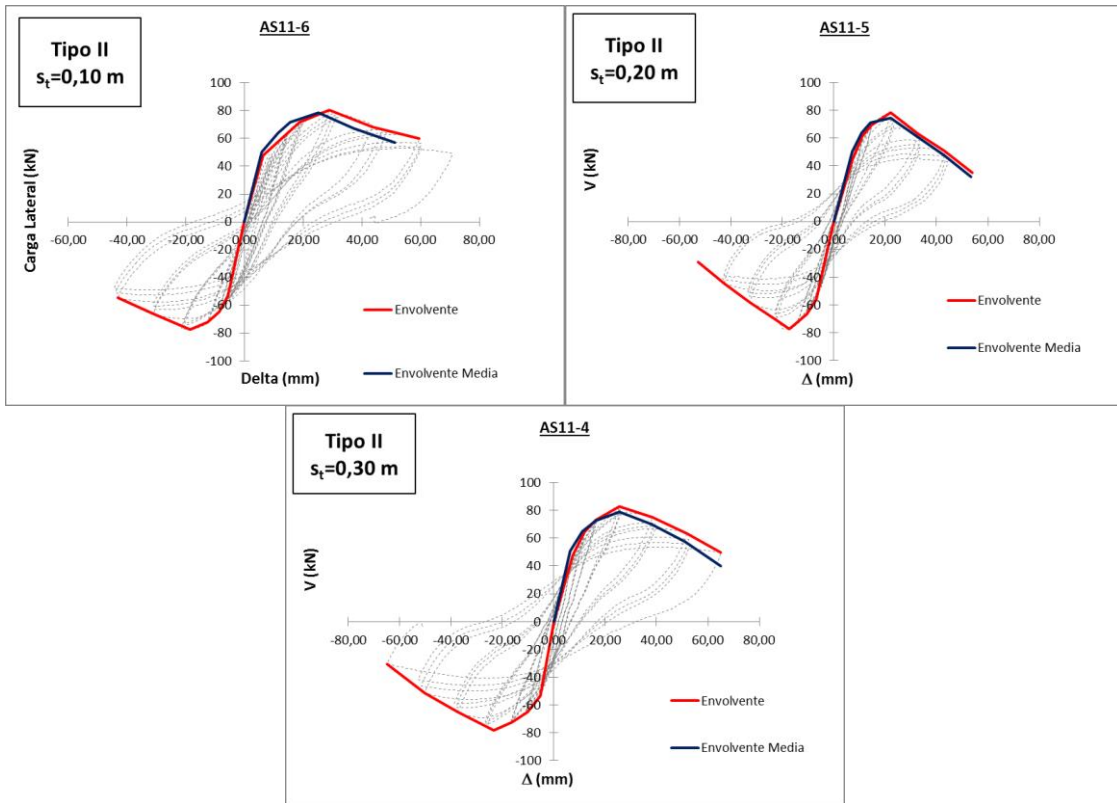 Tipo II
s_t=0,10 m
AS11-6
Carga Lateral (kN)
100
80
60
40
20
0
-20
-40
-60
-80
-100
-60,00 -40,00 -20,00 0,00 20,00 40,00 60,00 80,00
Envolvente
Envolvente Media
Delta (mm)
Tipo II
s_t=0,20 m
AS11-5
V (kN)
100
80
60
40
20
0
-20
-40
-60
-80
-100
-80,00 -60,00 -40,00 -20,00 0,00 20,00 40,00 60,00 80,00
Envolvente
Envolvente Media
Δ (mm)
Tipo II
s_t=0,30 m
AS11-4
V (kN)
100
80
60
40
20
0
-20
-40
-60
-80
-100
-80,00 -60,00 -40,00 -20,00 0,00 20,00 40,00 60,00 80,00
Envolvente
Envolvente Media
Δ (mm)